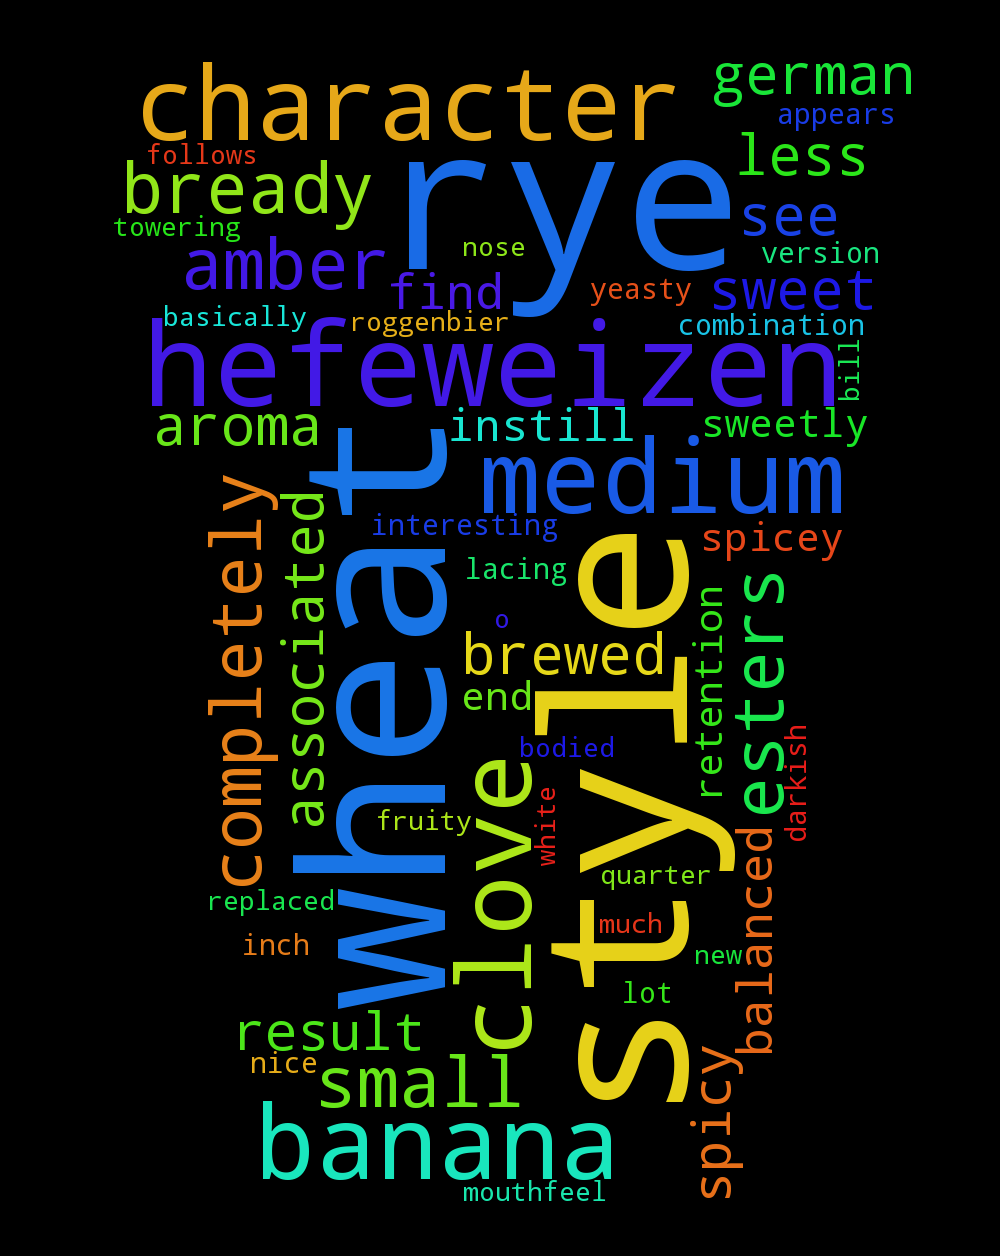 character
german
appears
follows
less
bready
rye
see
towering
nose
version
amber
find
yeasty
sweet
basically
roggenbier
combination
hefeweizen
bill
aroma
instill
sweetly
wheat
medium
completely
associated
interesting
spicey
style
lacing
esters
retention
o
brewed
end
darkish
bodied
clove
white
fruity
balanced
quarter
replaced
much
inch
new
lot
result
nice
small
spicy
banana
mouthfeel